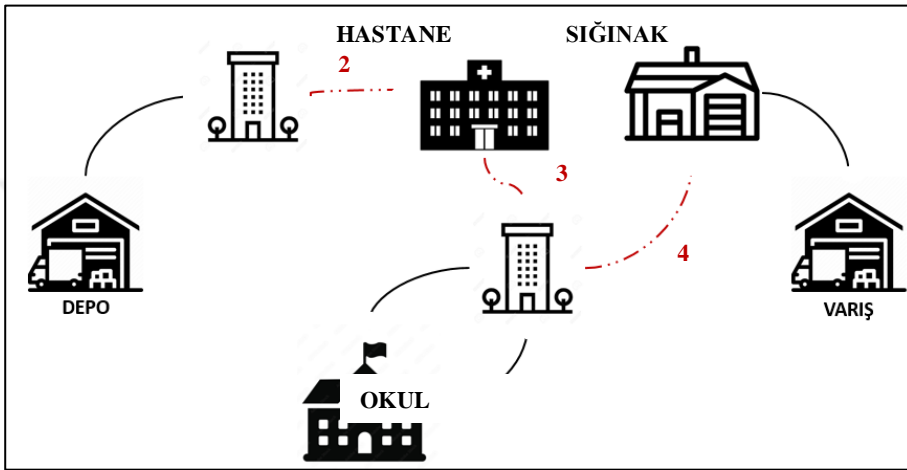 HASTANE
SIĞINAK
2
3
4
DEPO
VARIŞ
OKUL